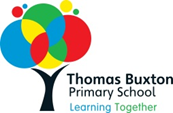 Thomas Buxton
Primary School
Learning Together